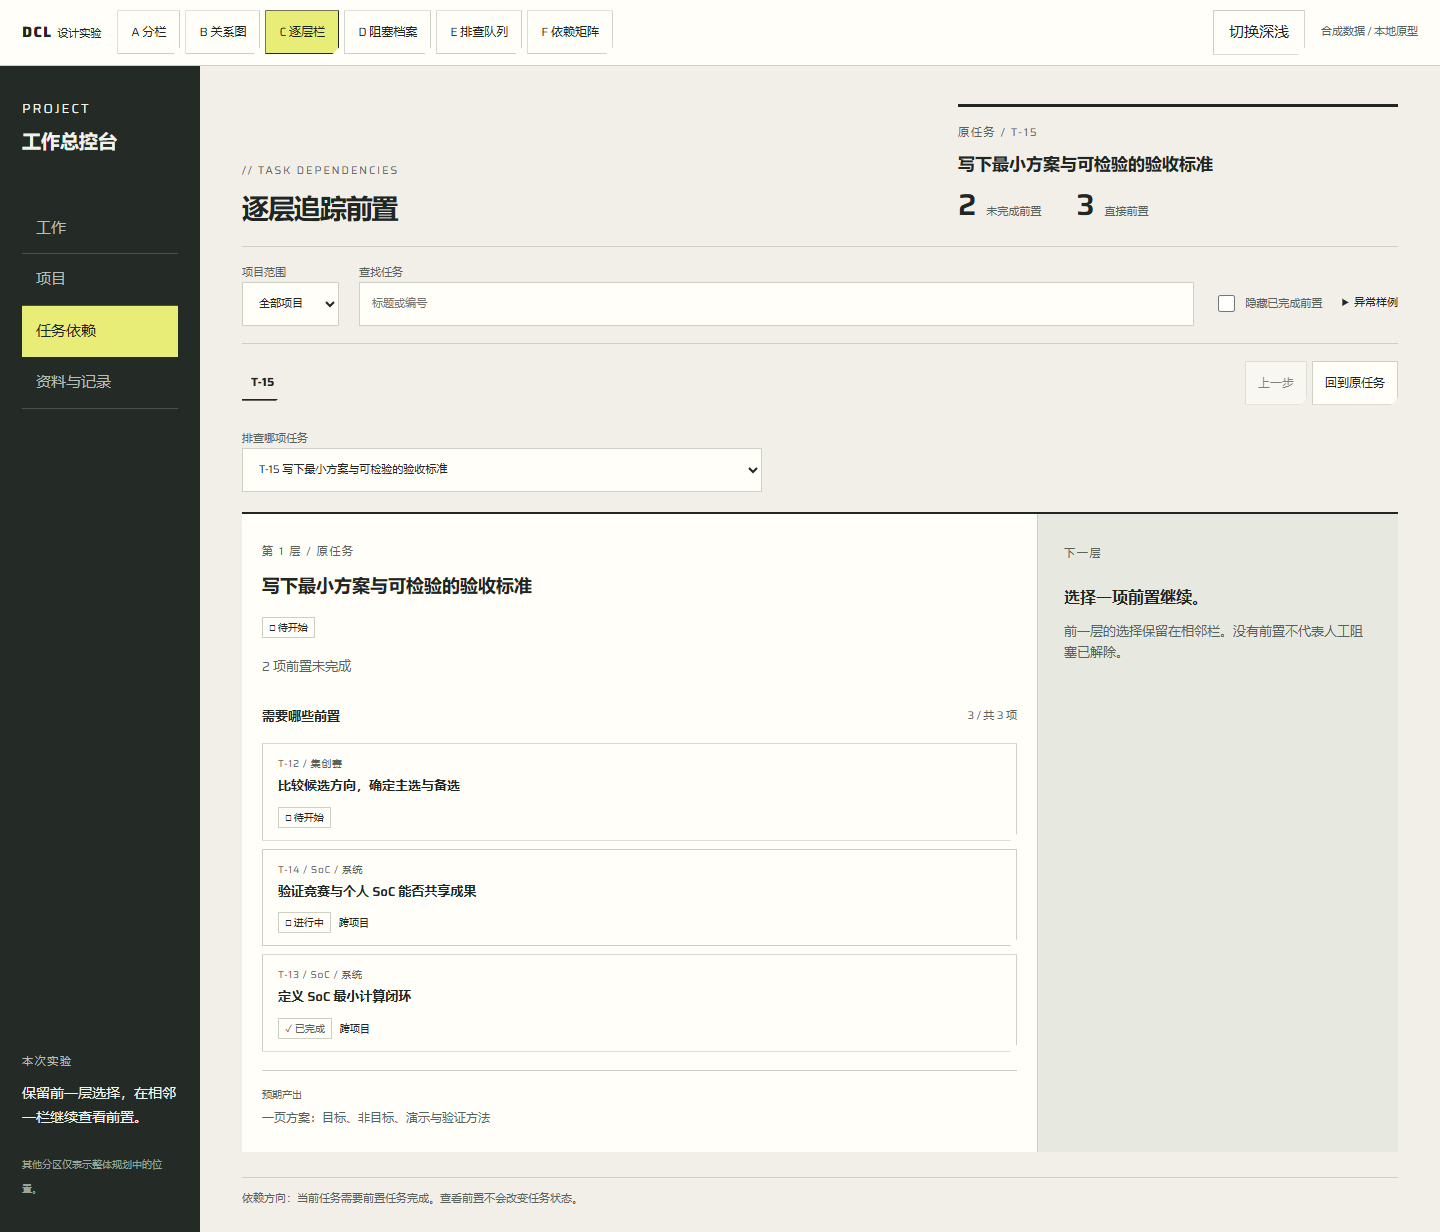 DCL 设计实验
A 分栏
B 关系图
C 逐层栏
D 阻塞档案
E 排查队列
F 依赖矩阵
切换深浅
合成数据 / 本地原型
PROJECT
工作总控台
工作
项目
任务依赖
资料与记录
本次实验
保留前一层选择，在相邻
一栏继续查看前置。
其他分区仅表示整体规划中的位
置。
// TASK DEPENDENCIES
逐层追踪前置
原任务 / T-15
写下最小方案与可检验的验收标准
2 未完成前置 3 直接前置
项目范围
全部项目
查找任务
标题或编号
隐藏已完成前置
▶ 异常样例
T-15
上一步
回到原任务
排查哪项任务
T-15 写下最小方案与可检验的验收标准
第 1 层 / 原任务
写下最小方案与可检验的验收标准
待开始
2 项前置未完成
需要哪些前置
3 / 共 3 项
T-12 / 集创赛
比较候选方向，确定主选与备选
待开始
T-14 / SoC / 系统
验证竞赛与个人 SoC 能否共享成果
进行中 跨项目
T-13 / SoC / 系统
定义 SoC 最小计算闭环
✓ 已完成 跨项目
预期产出
一页方案：目标、非目标、演示与验证方法
下一层
选择一项前置继续。
前一层的选择保留在相邻栏。没有前置不代表人工阻
塞已解除。
依赖方向：当前任务需要前置任务完成。查看前置不会改变任务状态。